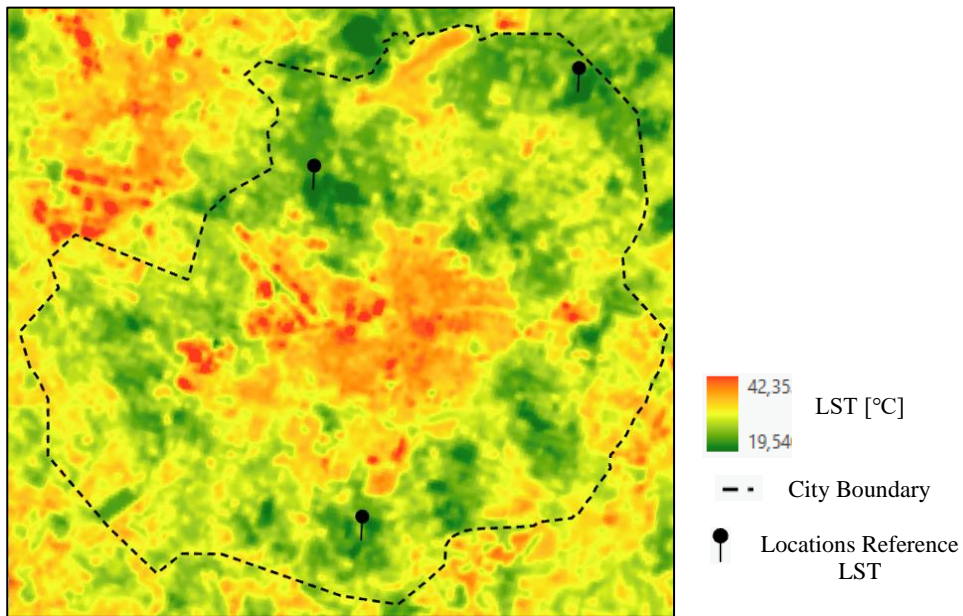 42,35
LST [°C]
19,54
City Boundary
Locations Reference
LST